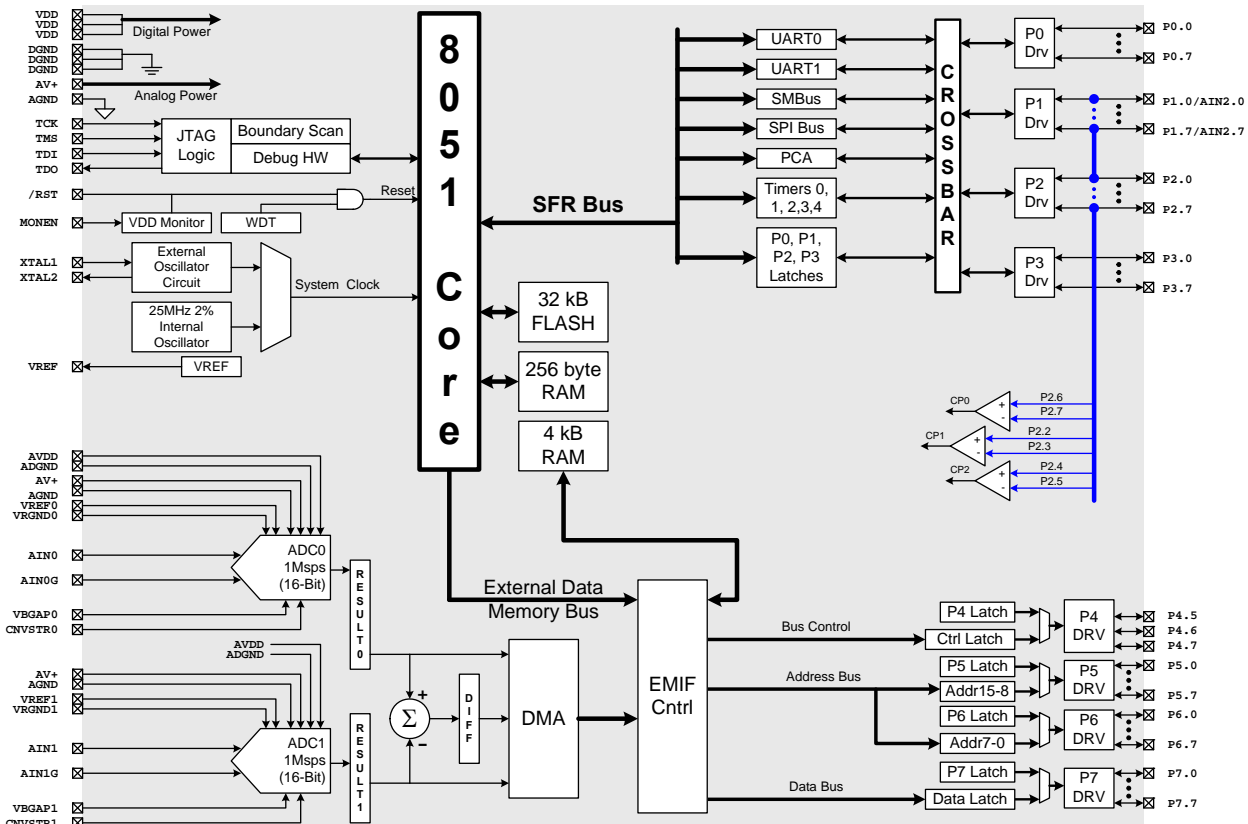 VDD
VDD
VDD
Digital Power
DGND
DGND
DGND
AV+
Analog Power
AGND
TCK
TMS
TDI
TDO
JTAG
Logic
Boundary Scan
Debug HW
/RST
MONEN
VDD Monitor
WDT
Reset
XTAL1
XTAL2
External
Oscillator
Circuit
System Clock
25MHz 2%
Internal
Oscillator
VREF
VREF
8051 Core
SFR Bus
32 kB
FLASH
256 byte
RAM
4 kB
RAM
UART0
UART1
SMBus
SPI Bus
PCA
Timers 0,
1, 2,3,4
P0, P1,
P2, P3
Latches
CROSSBAR
P0
Drv
P1
Drv
P2
Drv
P3
Drv
P0.0
P0.7
P1.0/AIN2.0
P1.7/AIN2.7
P2.0
P2.7
P3.0
P3.7
CP0
+
-
P2.6
P2.7
CP1
+
-
P2.2
P2.3
CP2
+
-
P2.4
P2.5
AVDD
ADGND
AV+
AGND
VREF0
VRGND0
AIN0
AIN0G
VBGAP0
CNVSTR0
ADC0
1Msps
(16-Bit)
RESULT0
AVDD
ADGND
AV+
AGND
VREF1
VRGND1
AIN1
AIN1G
VBGAP1
CNVSTR1
ADC1
1Msps
(16-Bit)
RESULT1
+
Σ
−
DIFF
DMA
External Data
Memory Bus
EMIF
Cntrl
Bus Control
Address Bus
Data Bus
P4 Latch
Ctrl Latch
P5 Latch
Addr15-8
P6 Latch
Addr7-0
P7 Latch
Data Latch
P4
DRV
P5
DRV
P6
DRV
P7
DRV
P4.5
P4.6
P4.7
P5.0
P5.7
P6.0
P6.7
P7.0
P7.7